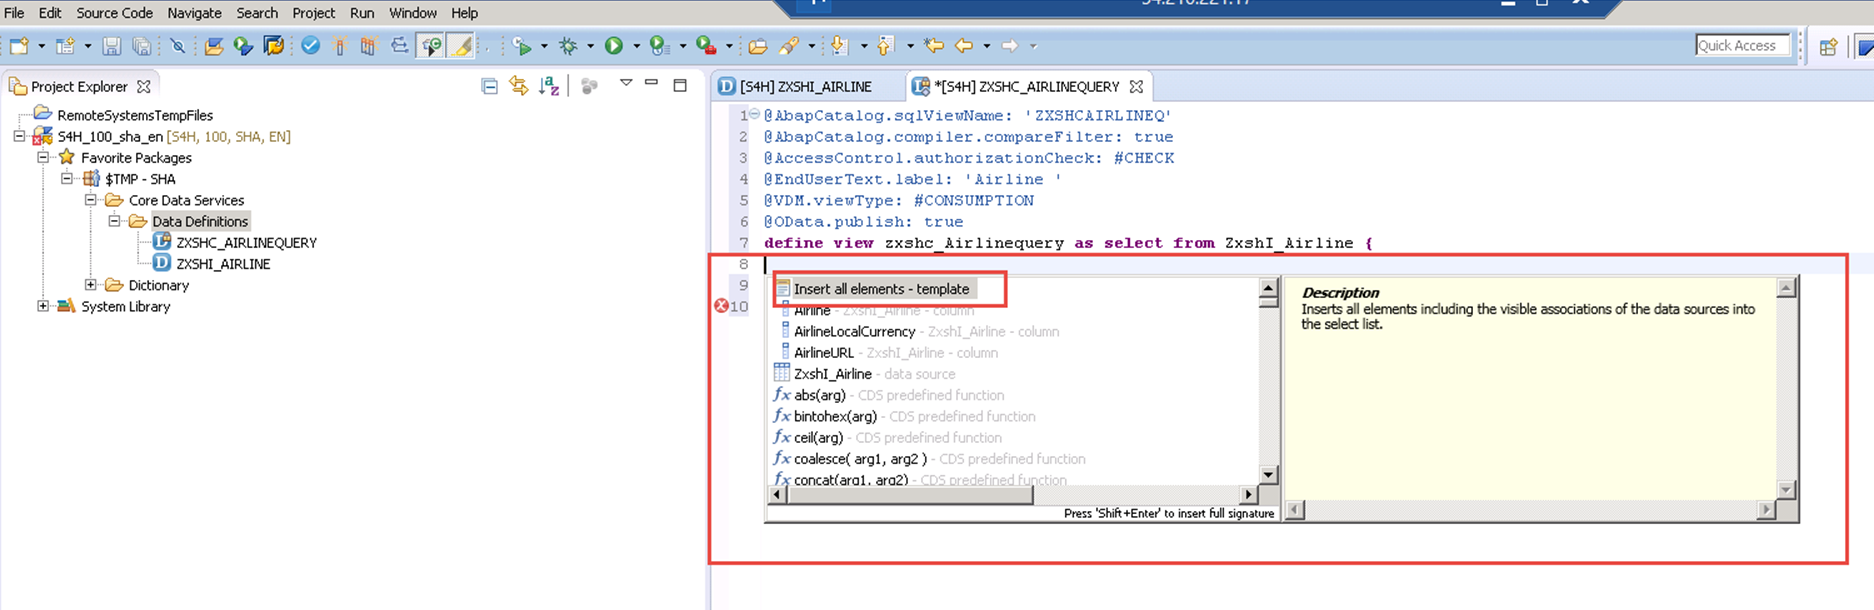 File Edit Source Code Navigate Search Project Run Window Help
Quick Access
Project Explorer
[S4H] ZXSHI_AIRLINE
*[S4H] ZXSHC_AIRLINEQUERY
RemoteSystemsTempFiles
S4H_100_sha_en [S4H, 100, SHA, EN]
Favorite Packages
$TMP - SHA
Core Data Services
Data Definitions
ZXSHC_AIRLINEQUERY
ZXSHI_AIRLINE
Dictionary
System Library
1 @AbapCatalog.sqlViewName: 'ZXSHCAIRLINEQ'
2 @AbapCatalog.compiler.compareFilter: true
3 @AccessControl.authorizationCheck: #CHECK
4 @EndUserText.label: 'Airline '
5 @VDM.viewType: #CONSUMPTION
6 @OData.publish: true
7 define view zxshc_Airlinequery as select from ZxshI_Airline {
8
9
10
Insert all elements - template
Airline - ZxshI_Airline - column
AirlineLocalCurrency - ZxshI_Airline - column
AirlineURL - ZxshI_Airline - column
ZxshI_Airline - data source
fx abs(arg) - CDS predefined function
fx bintohex(arg) - CDS predefined function
fx ceil(arg) - CDS predefined function
fx coalesce( arg1, arg2 ) - CDS predefined function
fx concat(arg1, arg2) - CDS predefined function
Press 'Shift+Enter' to insert full signature
Description
Inserts all elements including the visible associations of the data sources into
the select list.